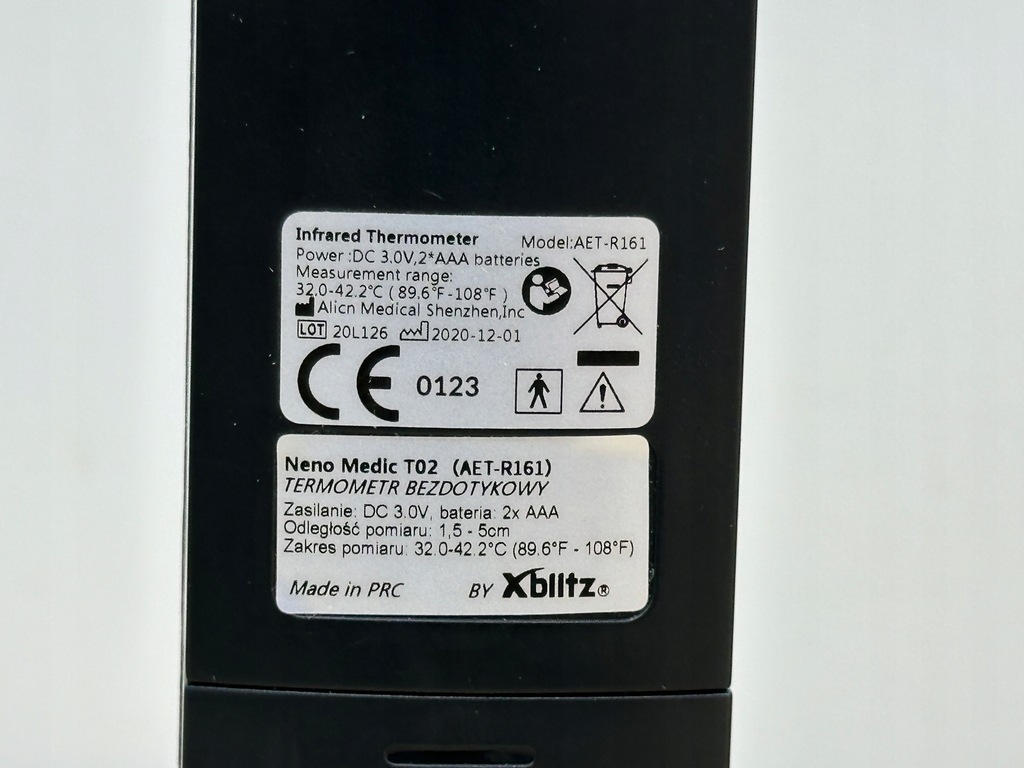 Infrared Thermometer Model:AET-R161
Power :DC 3.0V,2*AAA batteries
Measurement range:
32.0-42.2°C ( 89.6°F-108°F )
Alicn Medical Shenzhen,Inc
LOT 20L126 2020-12-01
CE 0123
Neno Medic T02 (AET-R161)
TERMOMETR BEZDOTYKOWY
Zasilanie: DC 3.0V, bateria: 2x AAA
Odległość pomiaru: 1,5 - 5cm
Zakres pomiaru: 32.0-42.2°C (89.6°F - 108°F)
Made in PRC BY Xblitz®